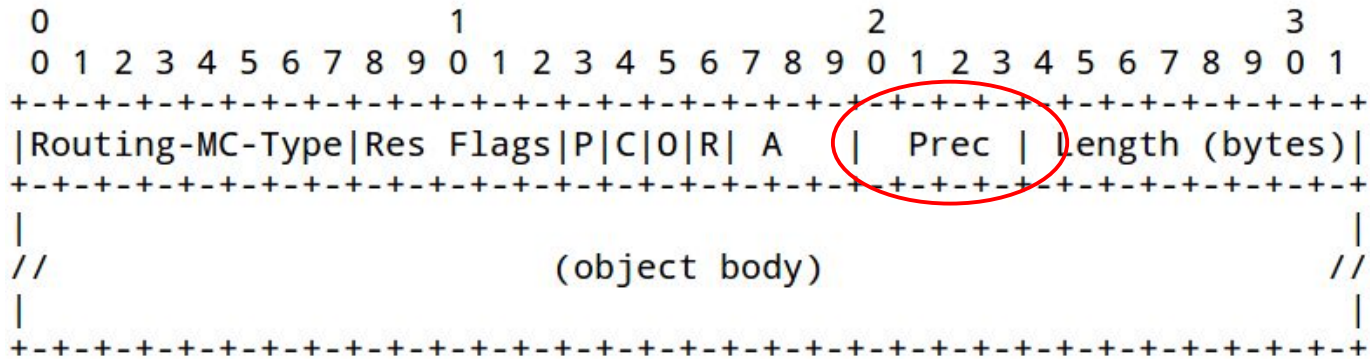 0 1 2 3
0 1 2 3 4 5 6 7 8 9 0 1 2 3 4 5 6 7 8 9 0 1 2 3 4 5 6 7 8 9 0 1
+-+-+-+-+-+-+-+-+-+-+-+-+-+-+-+-+-+-+-+-+-+-+-+-+-+-+-+-+-+-+-+-+
|Routing-MC-Type|Res Flags|P|C|O|R| A   |  Prec | Length (bytes)|
+-+-+-+-+-+-+-+-+-+-+-+-+-+-+-+-+-+-+-+-+-+-+-+-+-+-+-+-+-+-+-+-+
|                                                               |
//                        (object body)                        //
|                                                               |
+-+-+-+-+-+-+-+-+-+-+-+-+-+-+-+-+-+-+-+-+-+-+-+-+-+-+-+-+-+-+-+-+